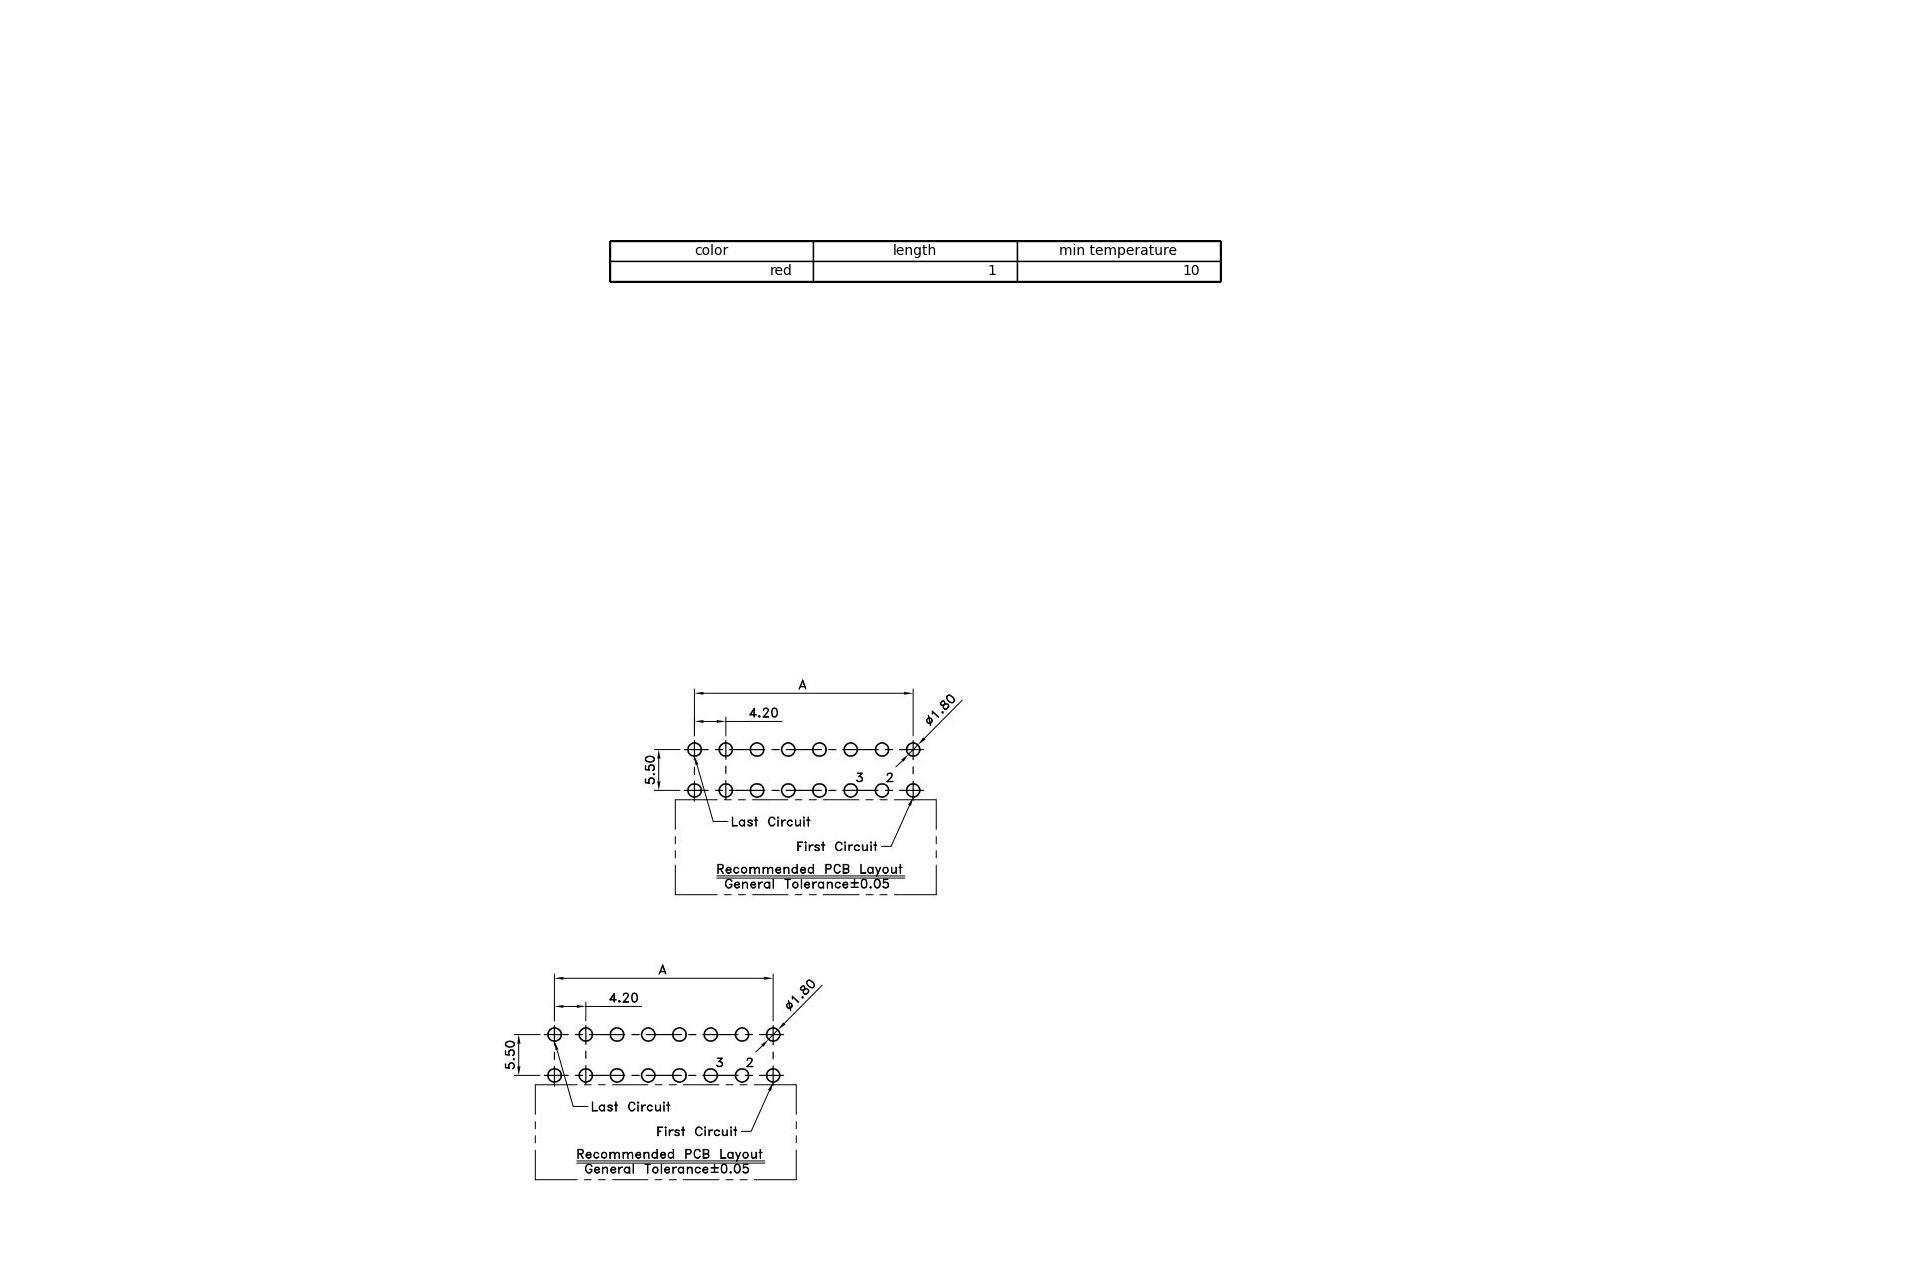 color length min temperature
red 1 10
A
4.20
ø1.80
5.50
3 2
Last Circuit
First Circuit
Recommended PCB Layout
General Tolerance±0.05
A
4.20
ø1.80
5.50
3 2
Last Circuit
First Circuit
Recommended PCB Layout
General Tolerance±0.05